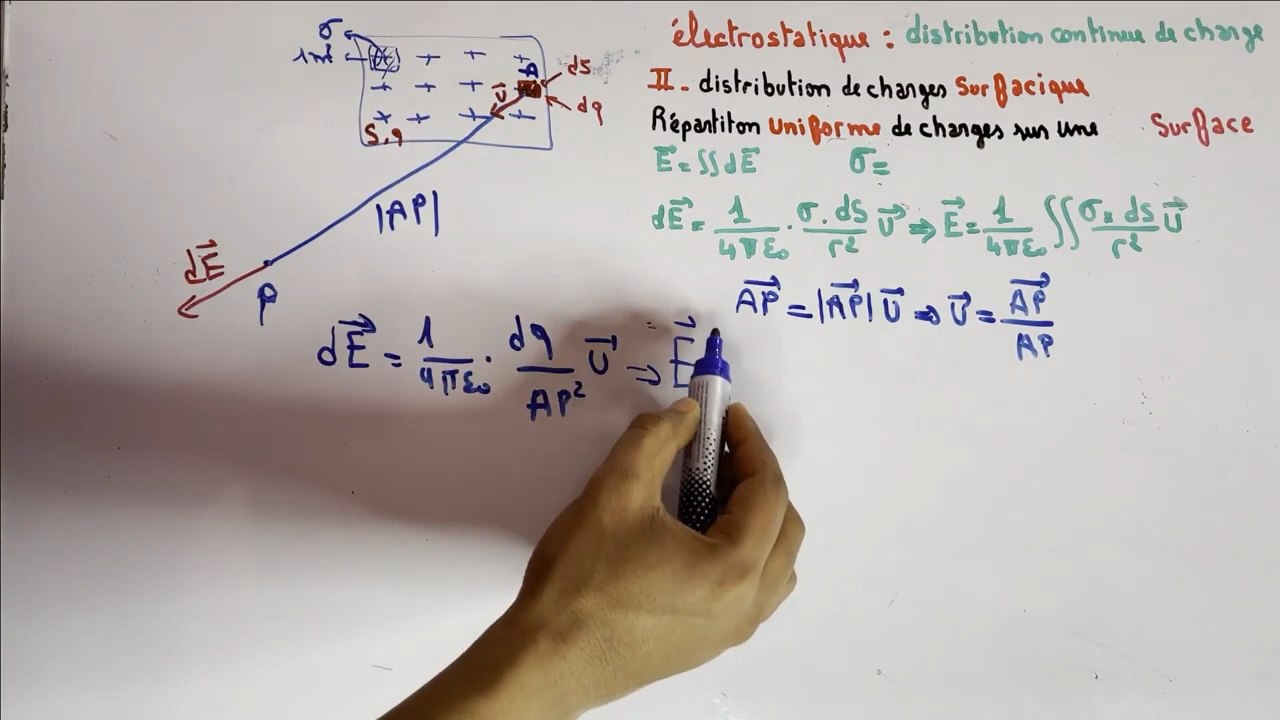 électrostatique : distribution continue de charge
II - distribution de charges surfacique
Répartiton uniforme de charges sur une Surface
E⃗ = ∬dE⃗ σ =
dE⃗ = 1/4πε₀ . σ.ds/r² U⃗ ⇒ E⃗ = 1/4πε₀ ∬ σ×ds/r² U⃗
AP⃗ = |AP⃗| U⃗ ⇒ U⃗ = AP⃗/AP
σ
1m²
ds
A
U⃗
dq
S,q
|AP|
dE⃗
P
dE⃗ = 1/4πε₀ . dq/AP² U⃗ ⇒ E⃗